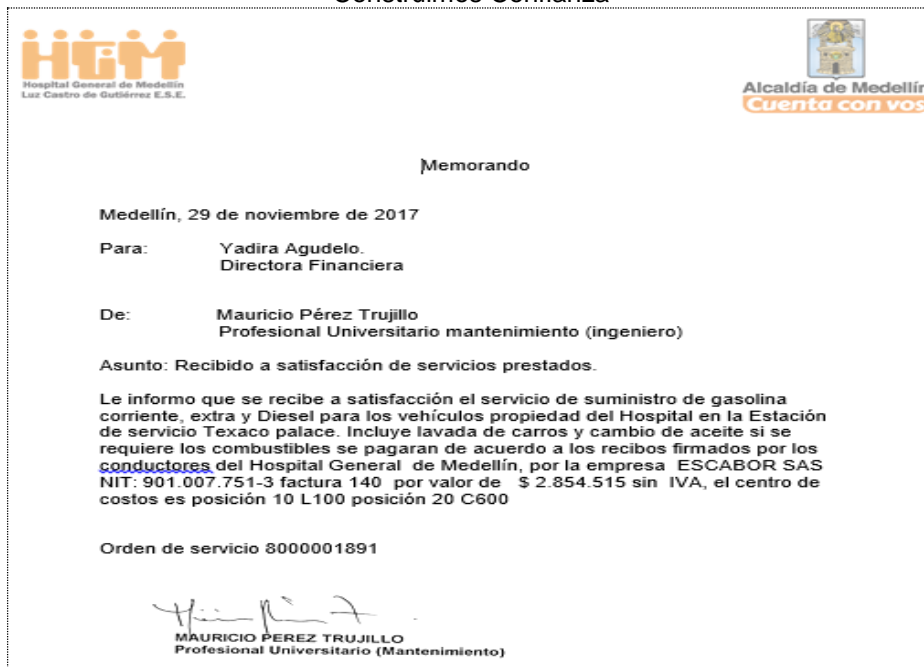 Construimos Confianza
HGM
Hospital General de Medellín
Luz Castro de Gutiérrez E.S.E.
Alcaldía de Medellín
Cuenta con vos
Memorando
Medellín, 29 de noviembre de 2017
Para: Yadira Agudelo.
Directora Financiera
De: Mauricio Pérez Trujillo
Profesional Universitario mantenimiento (ingeniero)
Asunto: Recibido a satisfacción de servicios prestados.
Le informo que se recibe a satisfacción el servicio de suministro de gasolina
corriente, extra y Diesel para los vehículos propiedad del Hospital en la Estación
de servicio Texaco palace. Incluye lavada de carros y cambio de aceite si se
requiere los combustibles se pagaran de acuerdo a los recibos firmados por los
conductores del Hospital General de Medellín, por la empresa ESCABOR SAS
NIT: 901.007.751-3 factura 140 por valor de $ 2.854.515 sin IVA, el centro de
costos es posición 10 L100 posición 20 C600
Orden de servicio 8000001891
MAURICIO PEREZ TRUJILLO
Profesional Universitario (Mantenimiento)